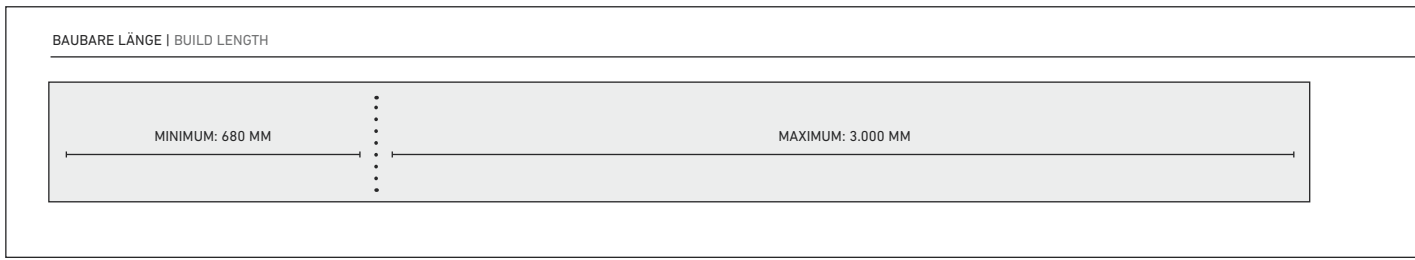 BAUBARE LÄNGE | BUILD LENGTH
MINIMUM: 680 MM
MAXIMUM: 3.000 MM